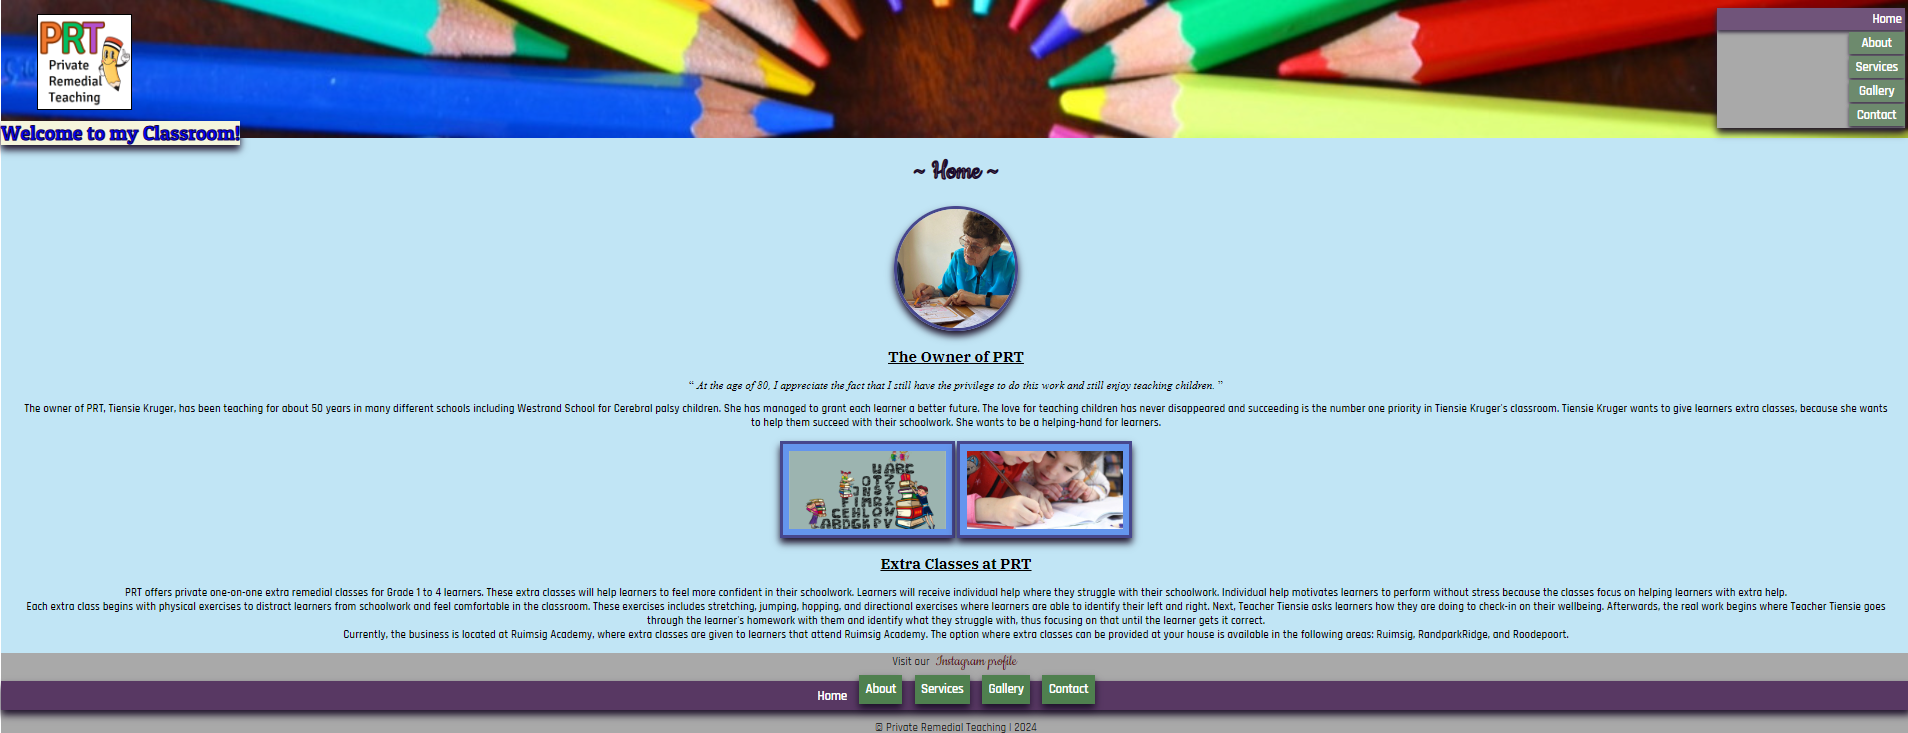 PRT
Private
Remedial
Teaching
Welcome to my Classroom!
Home
About
Services
Gallery
Contact
~ Home ~
The Owner of PRT
“ At the age of 80, I appreciate the fact that I still have the privilege to do this work and still enjoy teaching children. ”
The owner of PRT, Tiensie Kruger, has been teaching for about 50 years in many different schools including Westrand School for Cerebral palsy children. She has managed to grant each learner a better future. The love for teaching children has never disappeared and succeeding is the number one priority in Tiensie Kruger's classroom. Tiensie Kruger wants to give learners extra classes, because she wants
to help them succeed with their schoolwork. She wants to be a helping-hand for learners.
Extra Classes at PRT
PRT offers private one-on-one extra remedial classes for Grade 1 to 4 learners. These extra classes will help learners to feel more confident in their schoolwork. Learners will receive individual help where they struggle with their schoolwork. Individual help motivates learners to perform without stress because the classes focus on helping learners with extra help.
Each extra class begins with physical exercises to distract learners from schoolwork and feel comfortable in the classroom. These exercises includes stretching, jumping, hopping, and directional exercises where learners are able to identify their left and right. Next, Teacher Tiensie asks learners how they are doing to check-in on their wellbeing. Afterwards, the real work begins where Teacher Tiensie goes
through the learner's homework with them and identify what they struggle with, thus focusing on that until the learner gets it correct.
Currently, the business is located at Ruimsig Academy, where extra classes are given to learners that attend Ruimsig Academy. The option where extra classes can be provided at your house is available in the following areas: Ruimsig, RandparkRidge, and Roodepoort.
Visit our Instagram profile
Home About Services Gallery Contact
© Private Remedial Teaching | 2024